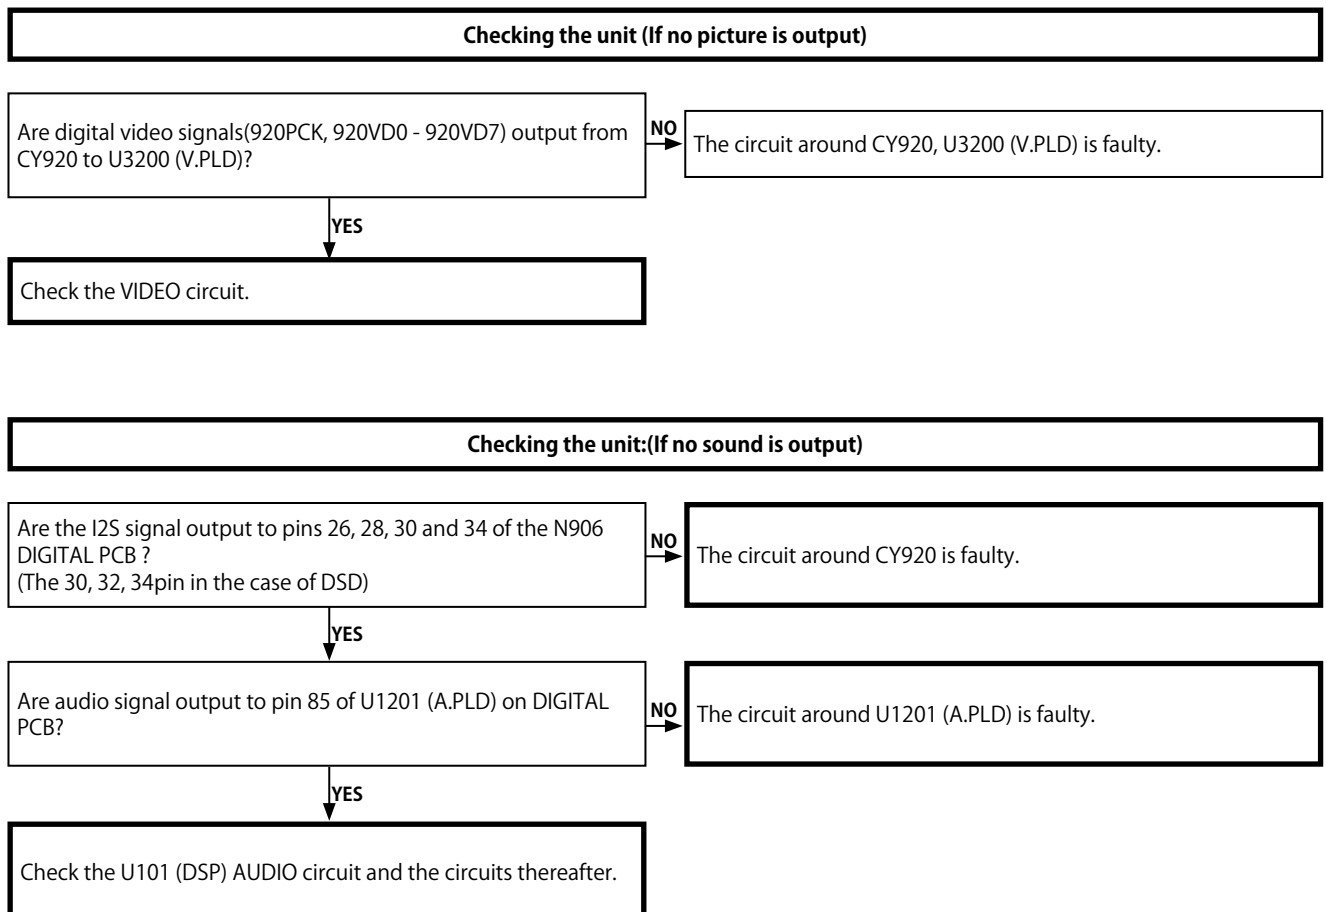 Checking the unit (If no picture is output)
Are digital video signals(920PCK, 920VD0 - 920VD7) output from
CY920 to U3200 (V.PLD)?
NO
The circuit around CY920, U3200 (V.PLD) is faulty.
YES
Check the VIDEO circuit.
Checking the unit:(If no sound is output)
Are the I2S signal output to pins 26, 28, 30 and 34 of the N906
DIGITAL PCB ?
(The 30, 32, 34pin in the case of DSD)
NO
The circuit around CY920 is faulty.
YES
Are audio signal output to pin 85 of U1201 (A.PLD) on DIGITAL
PCB?
NO
The circuit around U1201 (A.PLD) is faulty.
YES
Check the U101 (DSP) AUDIO circuit and the circuits thereafter.